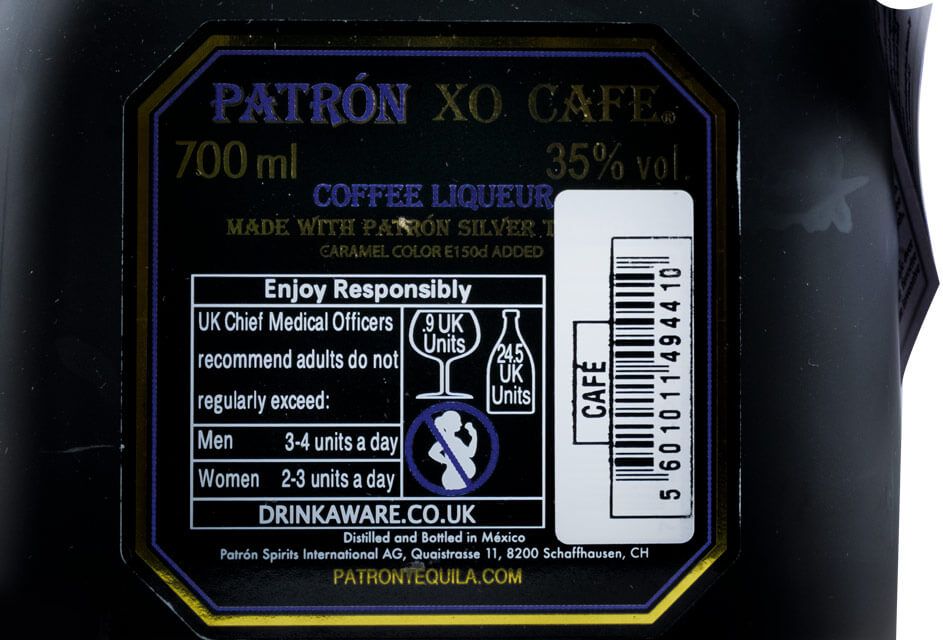 PATRÓN XO CAFE®
700 ml 35% vol.
COFFEE LIQUEUR
MADE WITH PATRÓN SILVER
CARAMEL COLOR E150d ADDED
Enjoy Responsibly
UK Chief Medical Officers
recommend adults do not
regularly exceed:
Men 3-4 units a day
Women 2-3 units a day
.9 UK
Units
24.5
UK
Units
DRINKAWARE.CO.UK
Distilled and Bottled in México
Patrón Spirits International AG, Quaistrasse 11, 8200 Schaffhausen, CH
PATRONTEQUILA.COM
CAFÉ
5 601011 494410